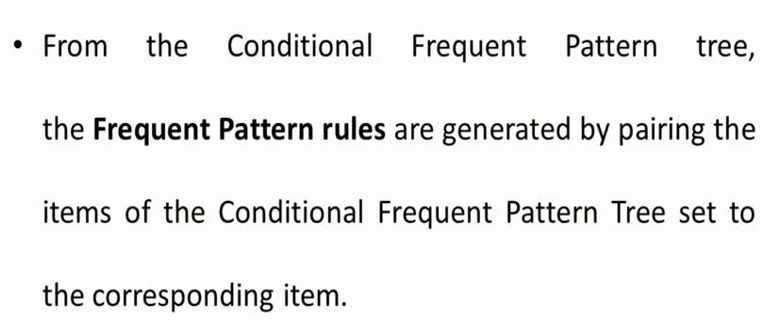 • From the Conditional Frequent Pattern tree,
the Frequent Pattern rules are generated by pairing the
items of the Conditional Frequent Pattern Tree set to
the corresponding item.